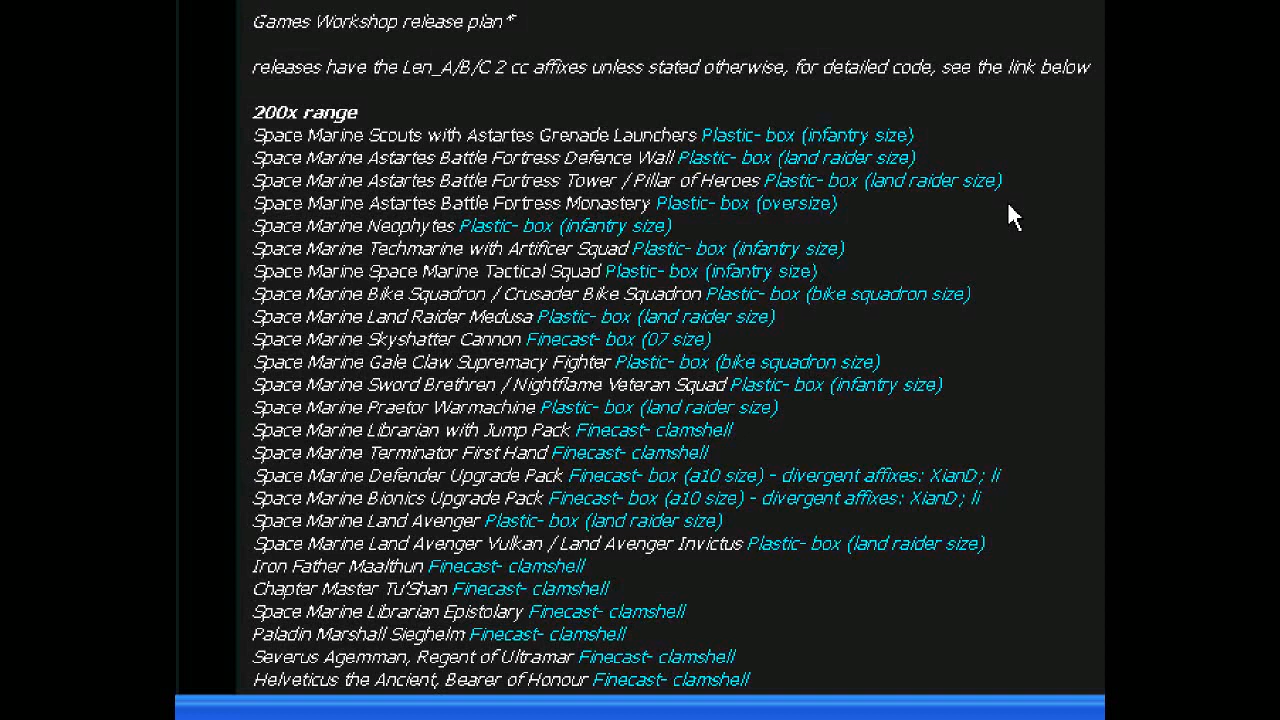 Games Workshop release plan*
releases have the Len_A/B/C 2 cc affixes unless stated otherwise, for detailed code, see the link below
200x range
Space Marine Scouts with Astartes Grenade Launchers Plastic- box (infantry size)
Space Marine Astartes Battle Fortress Defence Wall Plastic- box (land raider size)
Space Marine Astartes Battle Fortress Tower / Pillar of Heroes Plastic- box (land raider size)
Space Marine Astartes Battle Fortress Monastery Plastic- box (oversize)
Space Marine Neophytes Plastic- box (infantry size)
Space Marine Techmarine with Artificer Squad Plastic- box (infantry size)
Space Marine Space Marine Tactical Squad Plastic- box (infantry size)
Space Marine Bike Squadron / Crusader Bike Squadron Plastic- box (bike squadron size)
Space Marine Land Raider Medusa Plastic- box (land raider size)
Space Marine Skyshatter Cannon Finecast- box (07 size)
Space Marine Gale Claw Supremacy Fighter Plastic- box (bike squadron size)
Space Marine Sword Brethren / Nightflame Veteran Squad Plastic- box (infantry size)
Space Marine Praetor Warmachine Plastic- box (land raider size)
Space Marine Librarian with Jump Pack Finecast- clamshell
Space Marine Terminator First Hand Finecast- clamshell
Space Marine Defender Upgrade Pack Finecast- box (a10 size) - divergent affixes: XianD; li
Space Marine Bionics Upgrade Pack Finecast- box (a10 size) - divergent affixes: XianD; li
Space Marine Land Avenger Plastic- box (land raider size)
Space Marine Land Avenger Vulkan / Land Avenger Invictus Plastic- box (land raider size)
Iron Father Maalthun Finecast- clamshell
Chapter Master Tu'Shan Finecast- clamshell
Space Marine Librarian Epistolary Finecast- clamshell
Paladin Marshall Sieghelm Finecast- clamshell
Severus Agemman, Regent of Ultramar Finecast- clamshell
Helveticus the Ancient, Bearer of Honour Finecast- clamshell